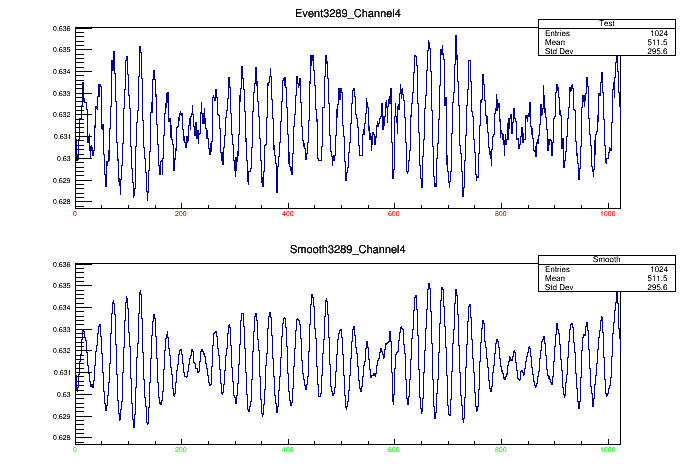 Event3289_Channel4
Test
Entries 1024
Mean 511.5
Std Dev 295.6
0.636
0.635
0.634
0.633
0.632
0.631
0.63
0.629
0.628
0 200 400 600 800 1000
Smooth3289_Channel4
Smooth
Entries 1024
Mean 511.5
Std Dev 295.6
0.636
0.635
0.634
0.633
0.632
0.631
0.63
0.629
0.628
0 200 400 600 800 1000